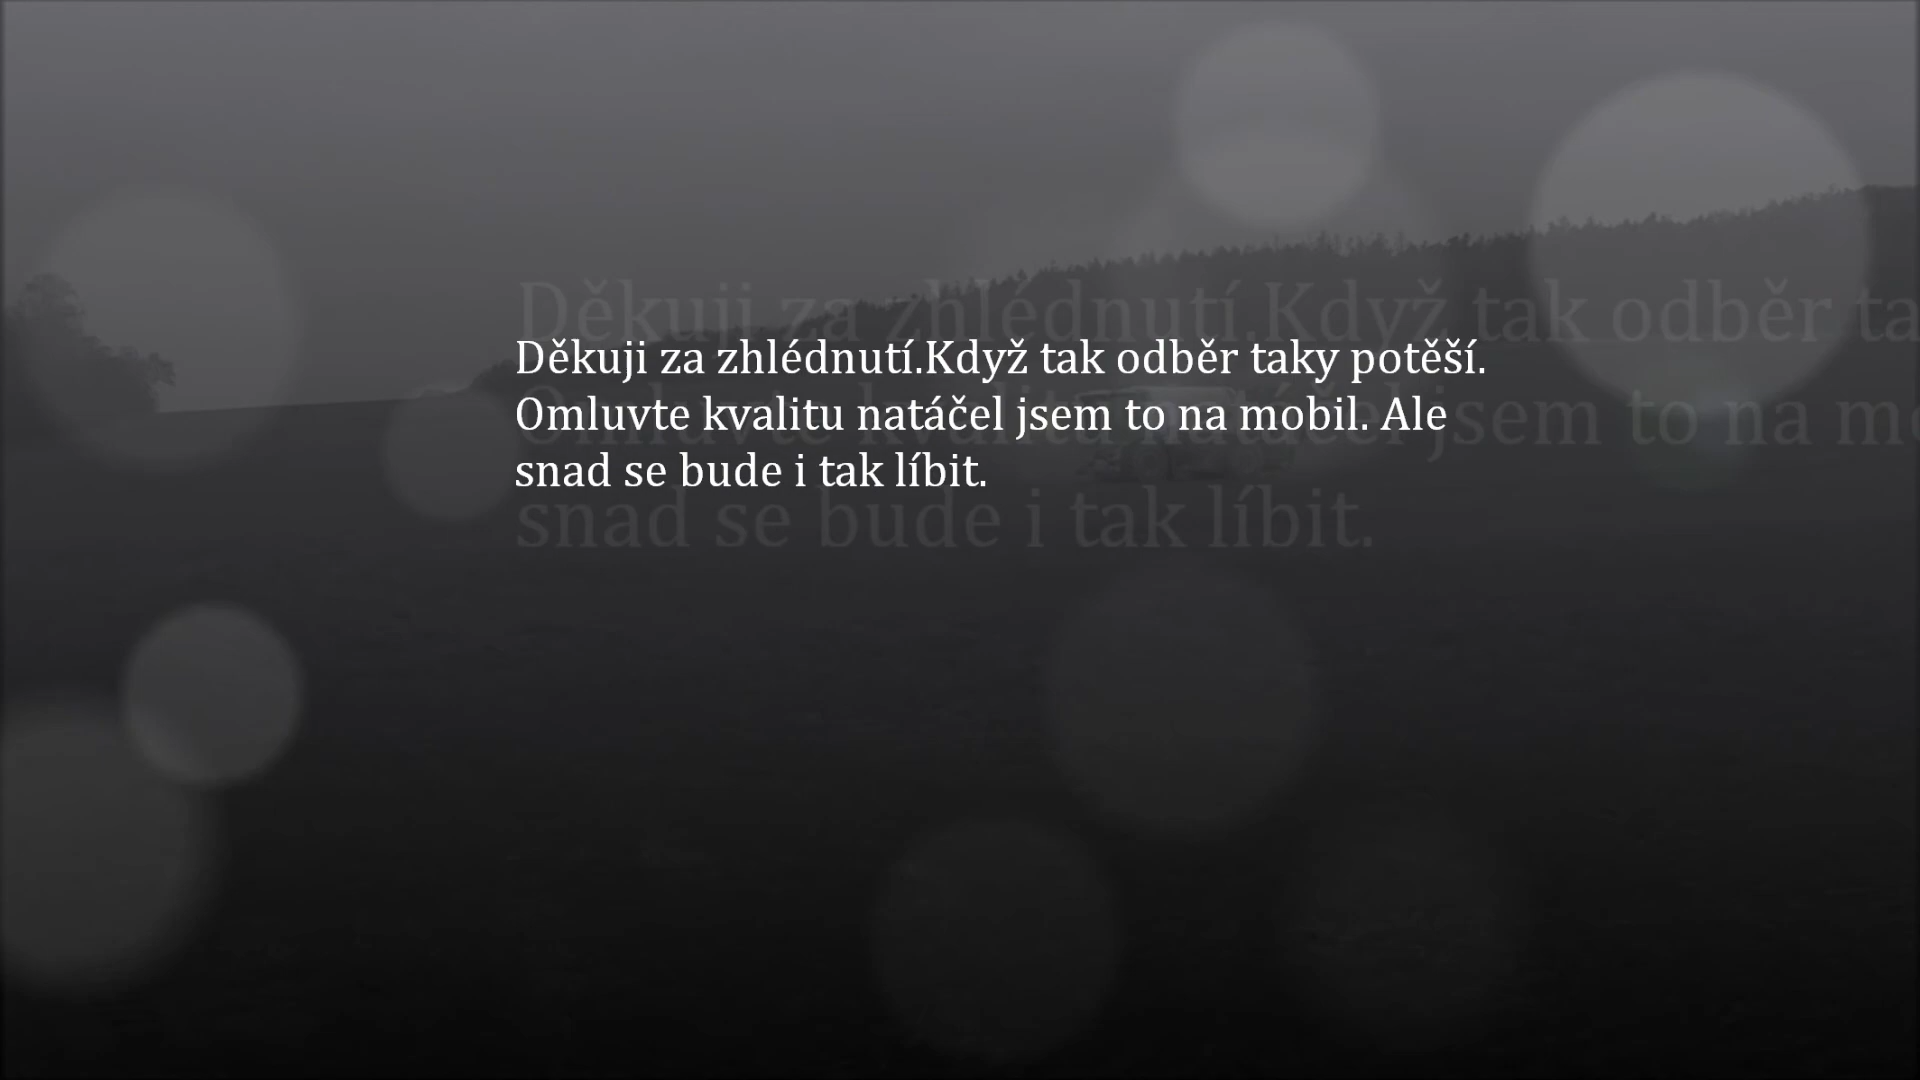 Děkuji za zhlédnutí.Když tak odběr taky potěší.
Omluvte kvalitu natáčel jsem to na mobil. Ale
snad se bude i tak líbit.